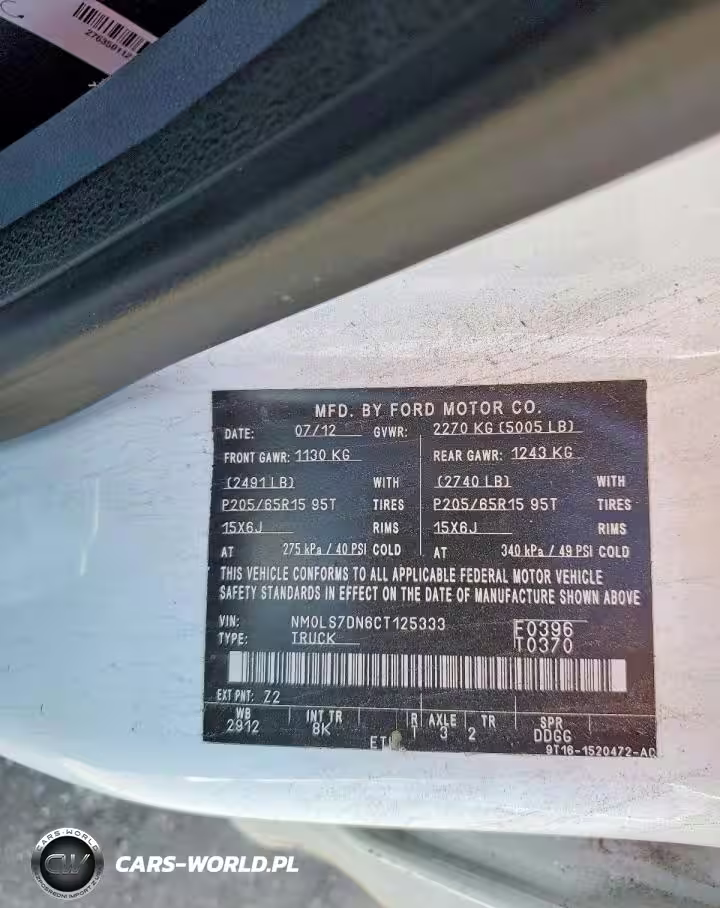 C
27635011
MFD. BY FORD MOTOR CO.
DATE: 07/12 GVWR: 2270 KG (5005 LB)
FRONT GAWR: 1130 KG REAR GAWR: 1243 KG
(2491 LB) WITH (2740 LB) WITH
P205/65R15 95T TIRES P205/65R15 95T TIRES
15X6J RIMS 15X6J RIMS
AT 275 kPa / 40 PSI COLD AT 340 kPa / 49 PSI COLD
THIS VEHICLE CONFORMS TO ALL APPLICABLE FEDERAL MOTOR VEHICLE
SAFETY STANDARDS IN EFFECT ON THE DATE OF MANUFACTURE SHOWN ABOVE
VIN: NM0LS7DN6CT125333 F0396
TYPE: TRUCK T0370
EXT PNT: Z2
WB INT TR R AXLE TR SPR
2912 8K 1 3 2 DDGG
9T16-1520472-AC
CARS-WORLD
CW
CARS-WORLD.PL